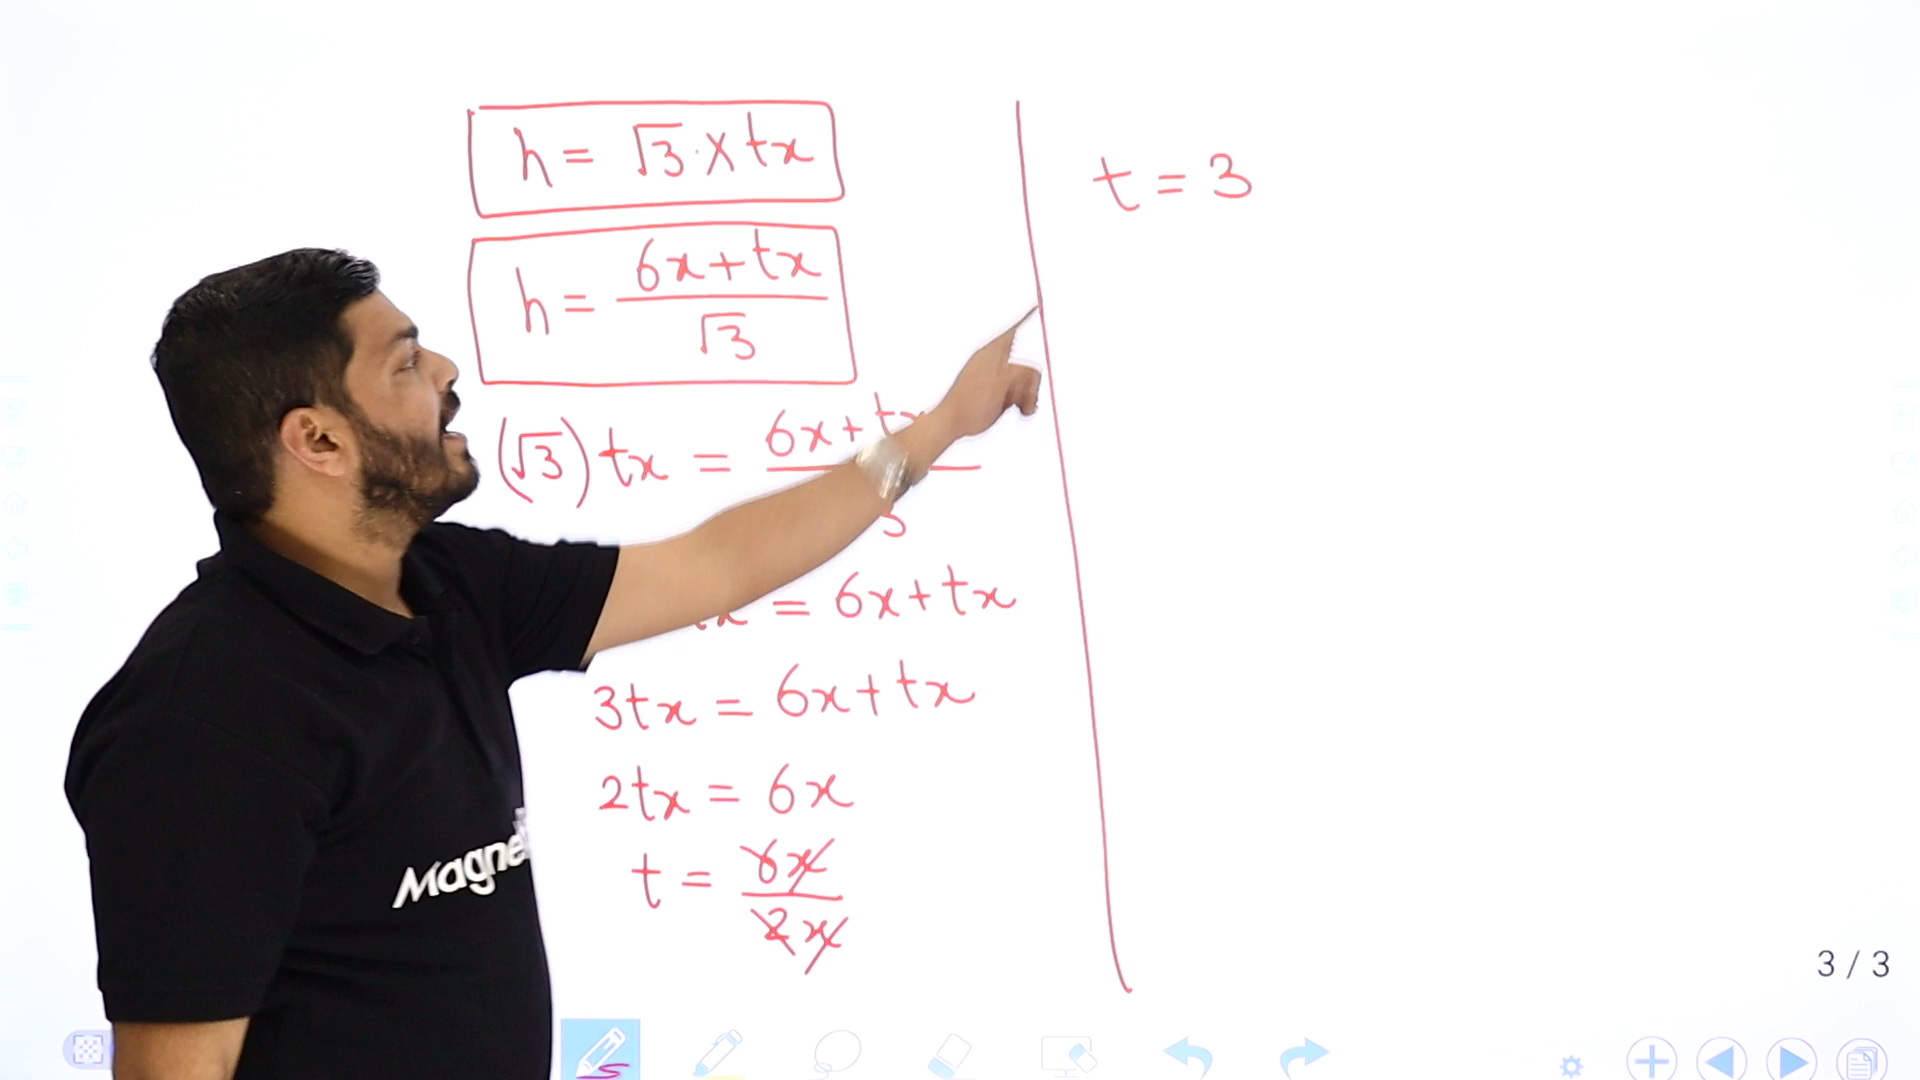 h = √3 · × tx
h = (6x + tx) / √3
(√3) tx = 6x + tx
= 6x + tx
3tx = 6x + tx
2tx = 6x
t = 6x / 2x
t = 3
Magne
3 / 3